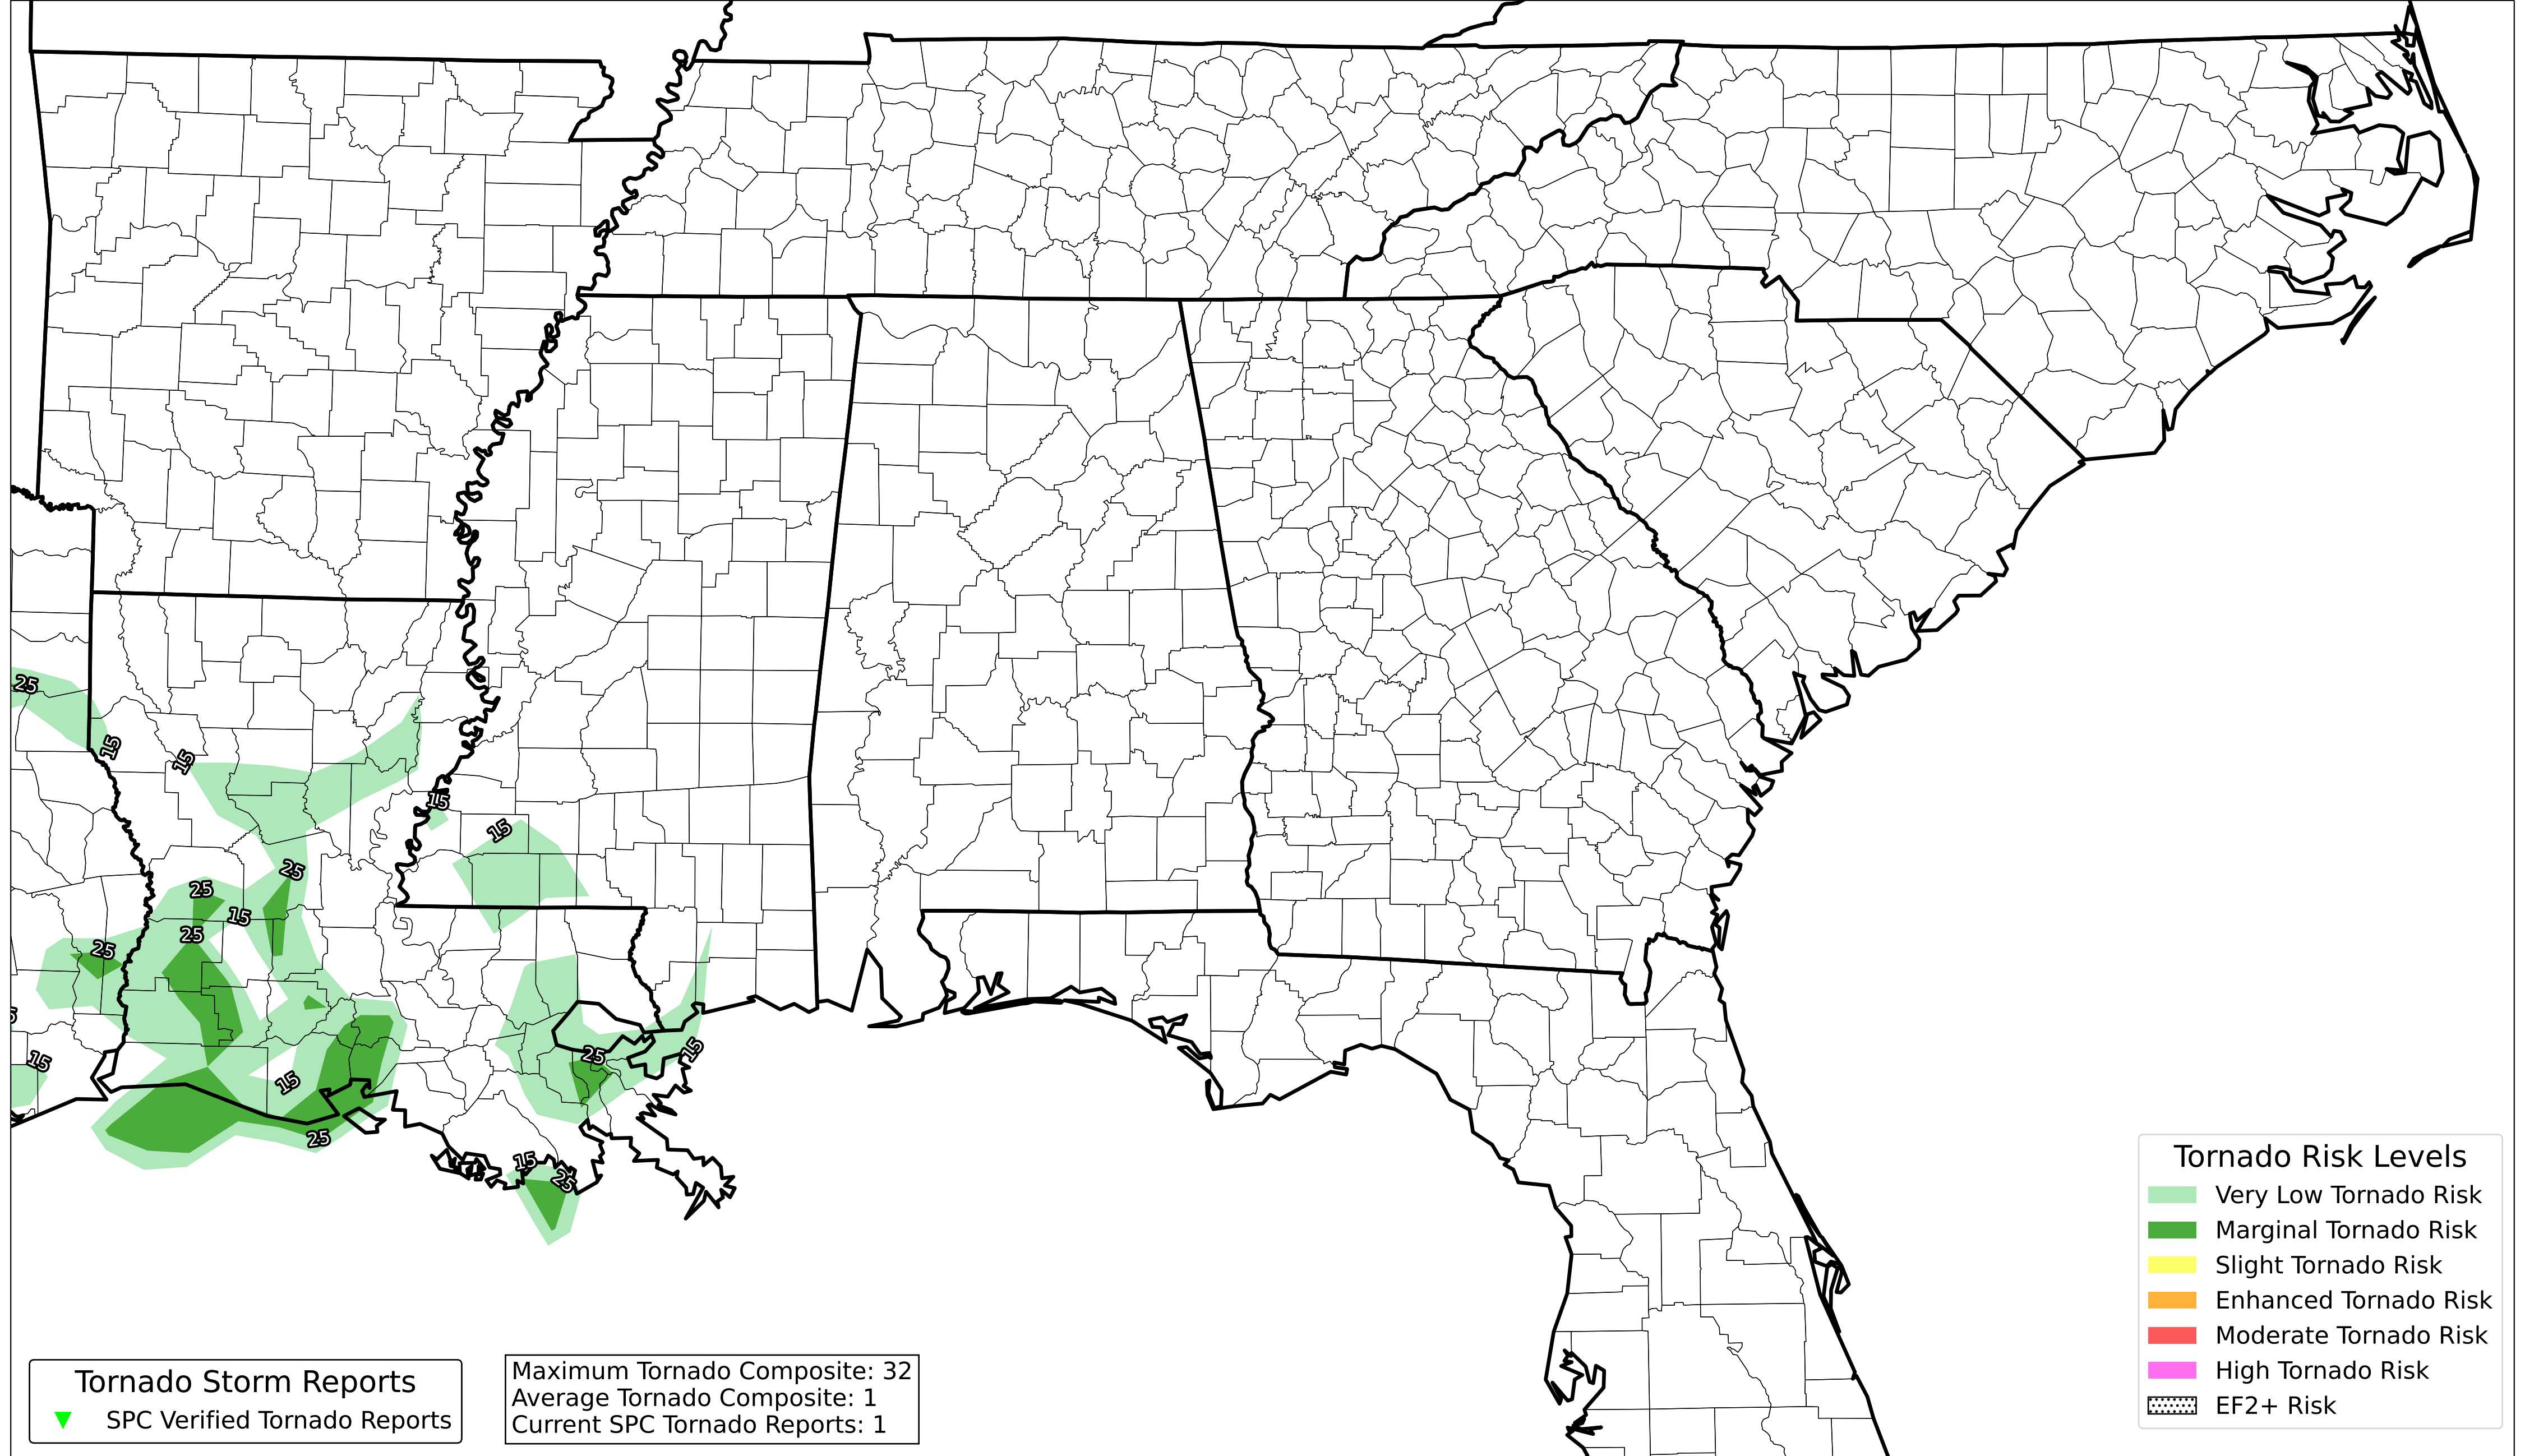 25
15
15
15
15
25
25
15
25
25
15
15
25
15
25
15
25
Tornado Risk Levels
Very Low Tornado Risk
Marginal Tornado Risk
Slight Tornado Risk
Enhanced Tornado Risk
Moderate Tornado Risk
High Tornado Risk
EF2+ Risk
Tornado Storm Reports
SPC Verified Tornado Reports
Maximum Tornado Composite: 32
Average Tornado Composite: 1
Current SPC Tornado Reports: 1